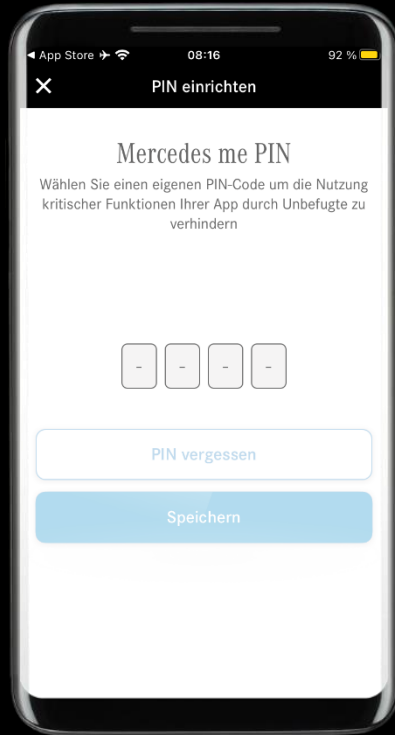 App Store 08:16 92 %
PIN einrichten
Mercedes me PIN
Wählen Sie einen eigenen PIN-Code um die Nutzung
kritischer Funktionen Ihrer App durch Unbefugte zu
verhindern
- - - -
PIN vergessen
Speichern